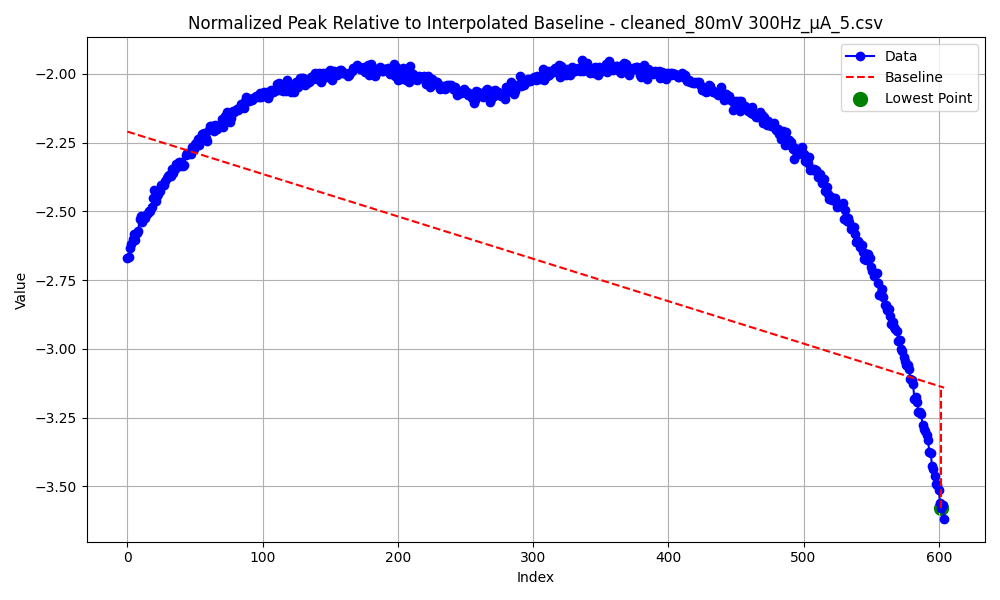 Normalized Peak Relative to Interpolated Baseline - cleaned_80mV 300Hz_μA_5.csv
Data
Baseline
Lowest Point
Value
−2.00
−2.25
−2.50
−2.75
−3.00
−3.25
−3.50
0 100 200 300 400 500 600
Index